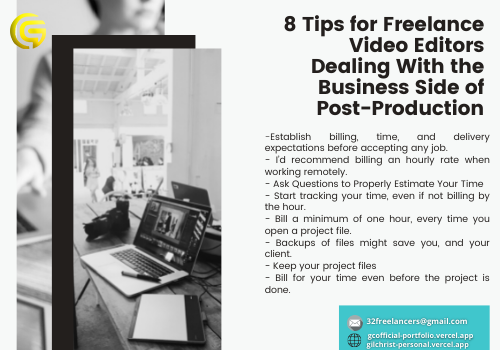 8 Tips for Freelance
Video Editors
Dealing With the
Business Side of
Post-Production
-Establish billing, time, and delivery
expectations before accepting any job.
- I'd recommend billing an hourly rate when
working remotely.
- Ask Questions to Properly Estimate Your Time
- Start tracking your time, even if not billing by
the hour.
- Bill a minimum of one hour, every time you
open a project file.
- Backups of files might save you, and your
client.
- Keep your project files
- Bill for your time even before the project is
done.
32freelancers@gmail.com
gcofficial-portfolio.vercel.app
gilchrist-personal.vercel.app